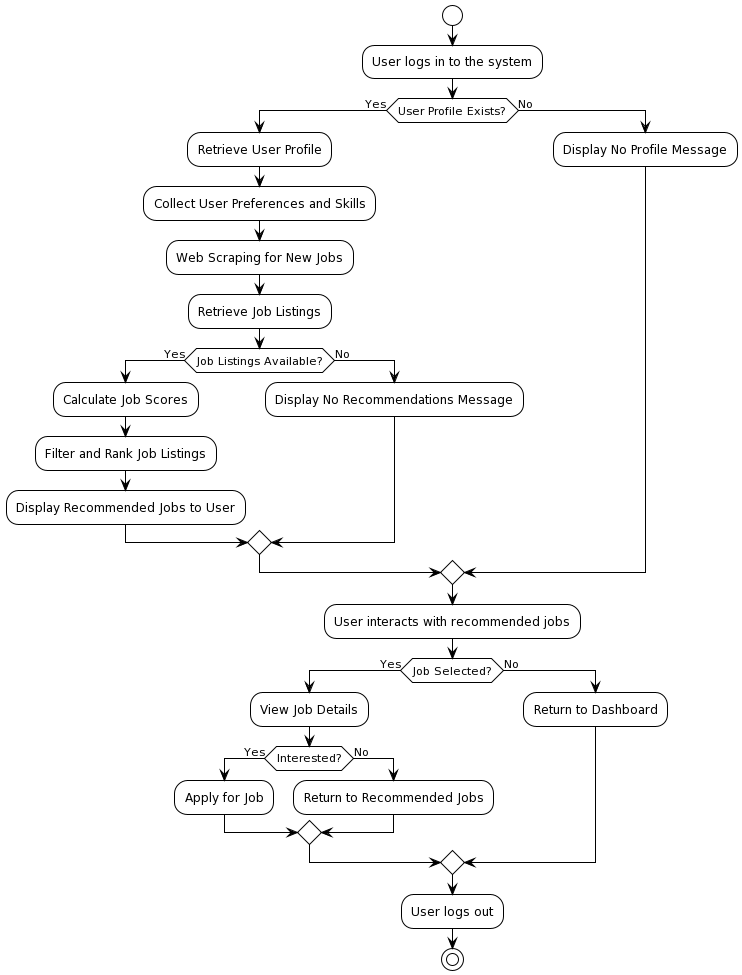 User logs in to the system
Yes
User Profile Exists?
No
Retrieve User Profile
Display No Profile Message
Collect User Preferences and Skills
Web Scraping for New Jobs
Retrieve Job Listings
Yes
Job Listings Available?
No
Calculate Job Scores
Display No Recommendations Message
Filter and Rank Job Listings
Display Recommended Jobs to User
User interacts with recommended jobs
Yes
Job Selected?
No
View Job Details
Return to Dashboard
Yes
Interested?
No
Apply for Job
Return to Recommended Jobs
User logs out